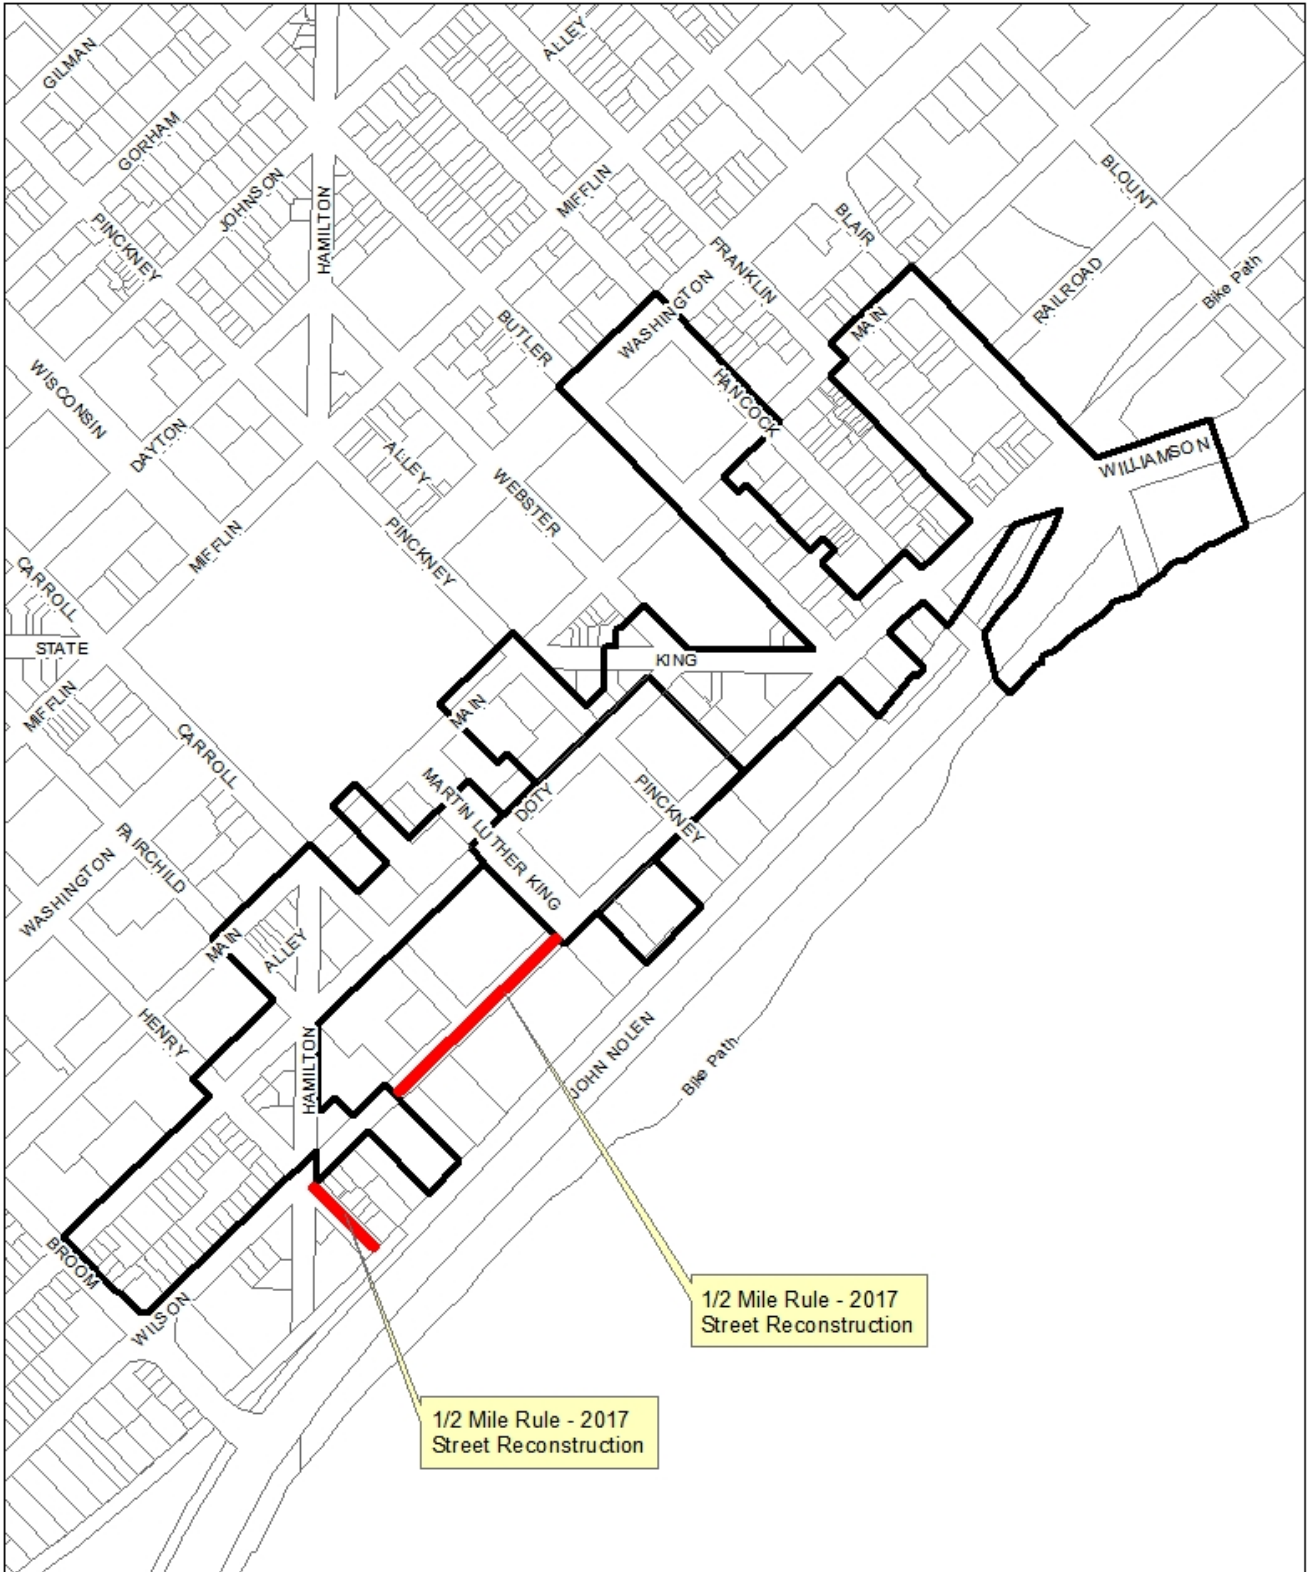 GILMAN
ALLEY
GORHAM
JOHNSON
HAMILTON
MIFFLIN
BLOUNT
PINCKNEY
BLAIR
FRANKLIN
WASHINGTON
RAILROAD
Bike Path
BUTLER
MAIN
WISCONSIN
HANCOCK
DAYTON
ALLEY
WILLIAMSON
WEBSTER
PINCKNEY
MIFFLIN
CARROLL
STATE
KING
MIFFLIN
MAIN
CARROLL
MARTIN LUTHER KING
DOTY
PINCKNEY
FAIRCHILD
WASHINGTON
MAIN
ALLEY
HENRY
HAMILTON
JOHN NOLEN
Bike Path
BROOM
WILSON
1/2 Mile Rule - 2017
Street Reconstruction
1/2 Mile Rule - 2017
Street Reconstruction